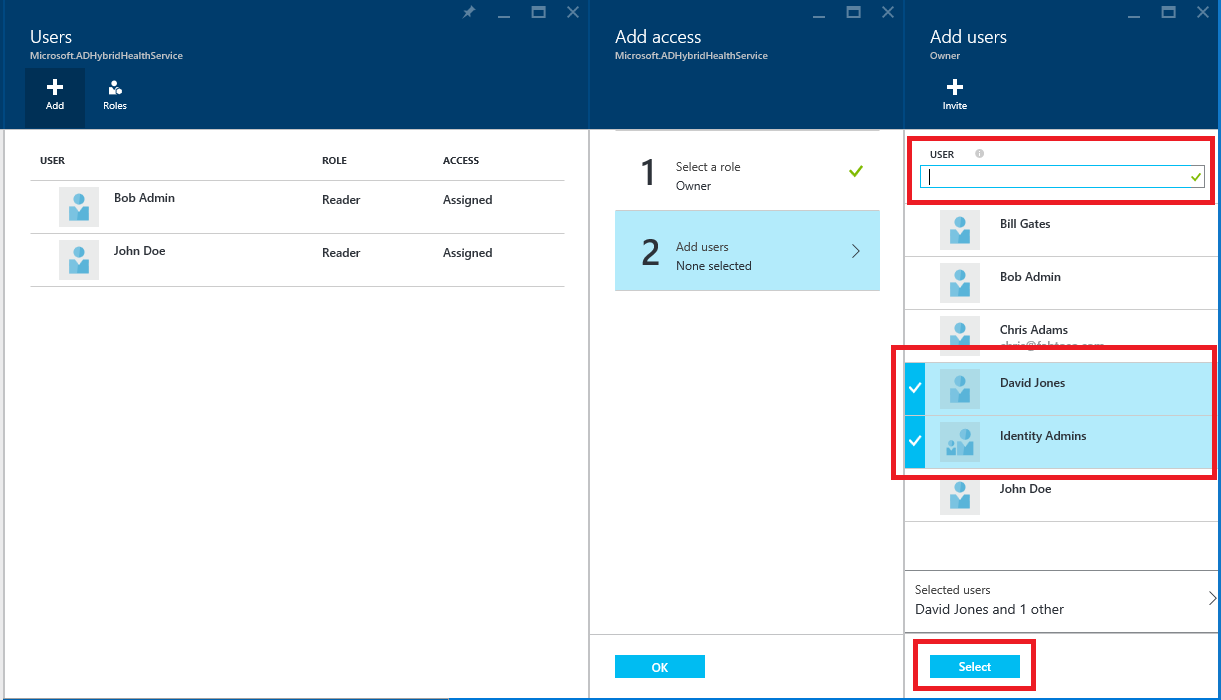 Users
Microsoft.ADHybridHealthService
Add
Roles
USER ROLE ACCESS
Bob Admin Reader Assigned
John Doe Reader Assigned
Add access
Microsoft.ADHybridHealthService
1
Select a role
Owner
2
Add users
None selected
OK
Add users
Owner
Invite
USER
Bill Gates
Bob Admin
Chris Adams
David Jones
Identity Admins
John Doe
Selected users
David Jones and 1 other
Select